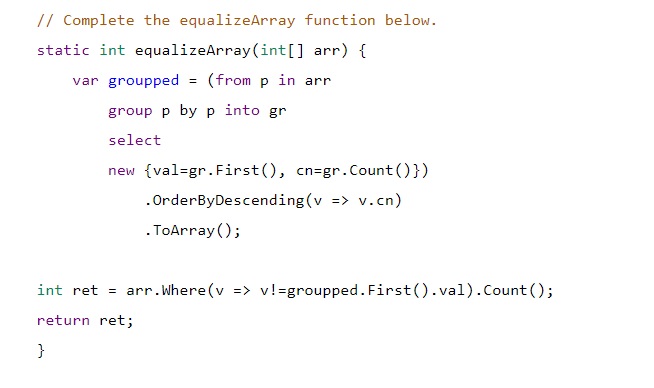 // Complete the equalizeArray function below.
static int equalizeArray(int[] arr) {
var groupped = (from p in arr
group p by p into gr
select
new {val=gr.First(), cn=gr.Count()})
.OrderByDescending(v => v.cn)
.ToArray();
int ret = arr.Where(v => v!=groupped.First().val).Count();
return ret;
}